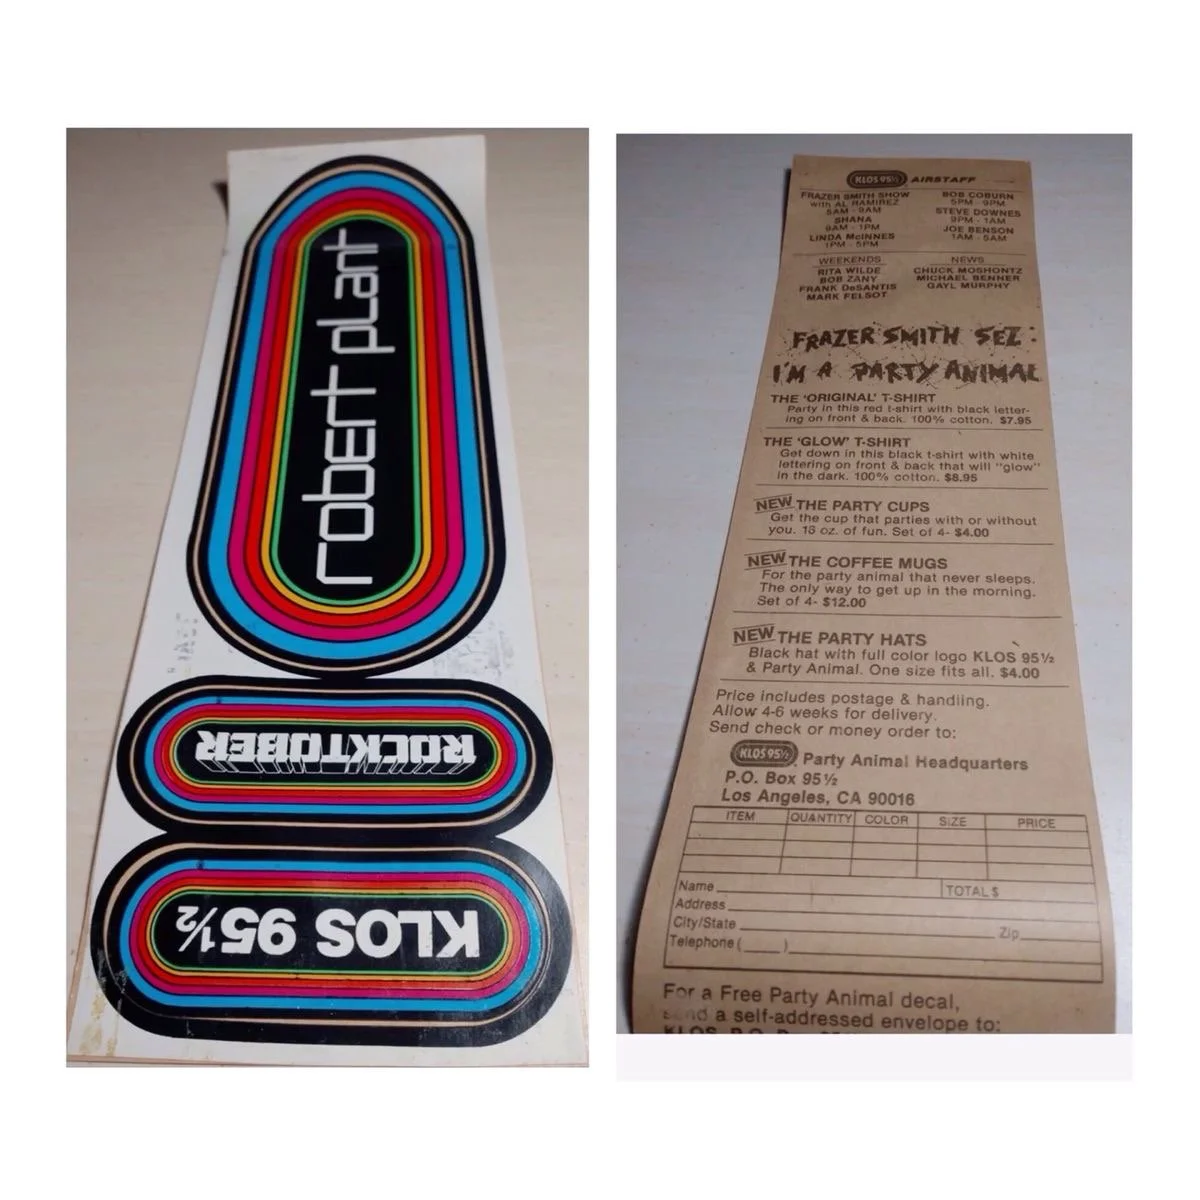 robert plant
ROCKTOBER
KLOS 95½
KLOS 95½ AIRSTAFF
FRAZER SMITH SHOW
with AL RAMIREZ
5AM - 9AM
SHANA
9AM - 1PM
LINDA McINNES
1PM - 5PM
BOB COBURN
5PM - 9PM
STEVE DOWNES
9PM - 1AM
JOE BENSON
1AM - 5AM
WEEKENDS
RITA WILDE
BOB ZANY
FRANK DeSANTIS
MARK FELSOT
NEWS
CHUCK MOSHONTZ
MICHAEL BENNER
GAYL MURPHY
FRAZER SMITH SEZ:
I'M A PARTY ANIMAL
THE 'ORIGINAL' T-SHIRT
Party in this red t-shirt with black letter-
ing on front & back. 100% cotton. $7.95
THE 'GLOW' T-SHIRT
Get down in this black t-shirt with white
lettering on front & back that will "glow"
in the dark. 100% cotton. $8.95
NEW THE PARTY CUPS
Get the cup that parties with or without
you. 16 oz. of fun. Set of 4- $4.00
NEW THE COFFEE MUGS
For the party animal that never sleeps.
The only way to get up in the morning.
Set of 4- $12.00
NEW THE PARTY HATS
Black hat with full color logo KLOS 95½
& Party Animal. One size fits all. $4.00
Price includes postage & handling.
Allow 4-6 weeks for delivery.
Send check or money order to:
KLOS 95½ Party Animal Headquarters
P.O. Box 95½
Los Angeles, CA 90016
ITEM QUANTITY COLOR SIZE PRICE
Name TOTAL $
Address
City/State Zip
Telephone ( )
For a Free Party Animal decal,
send a self-addressed envelope to:
KLOS, P.O.